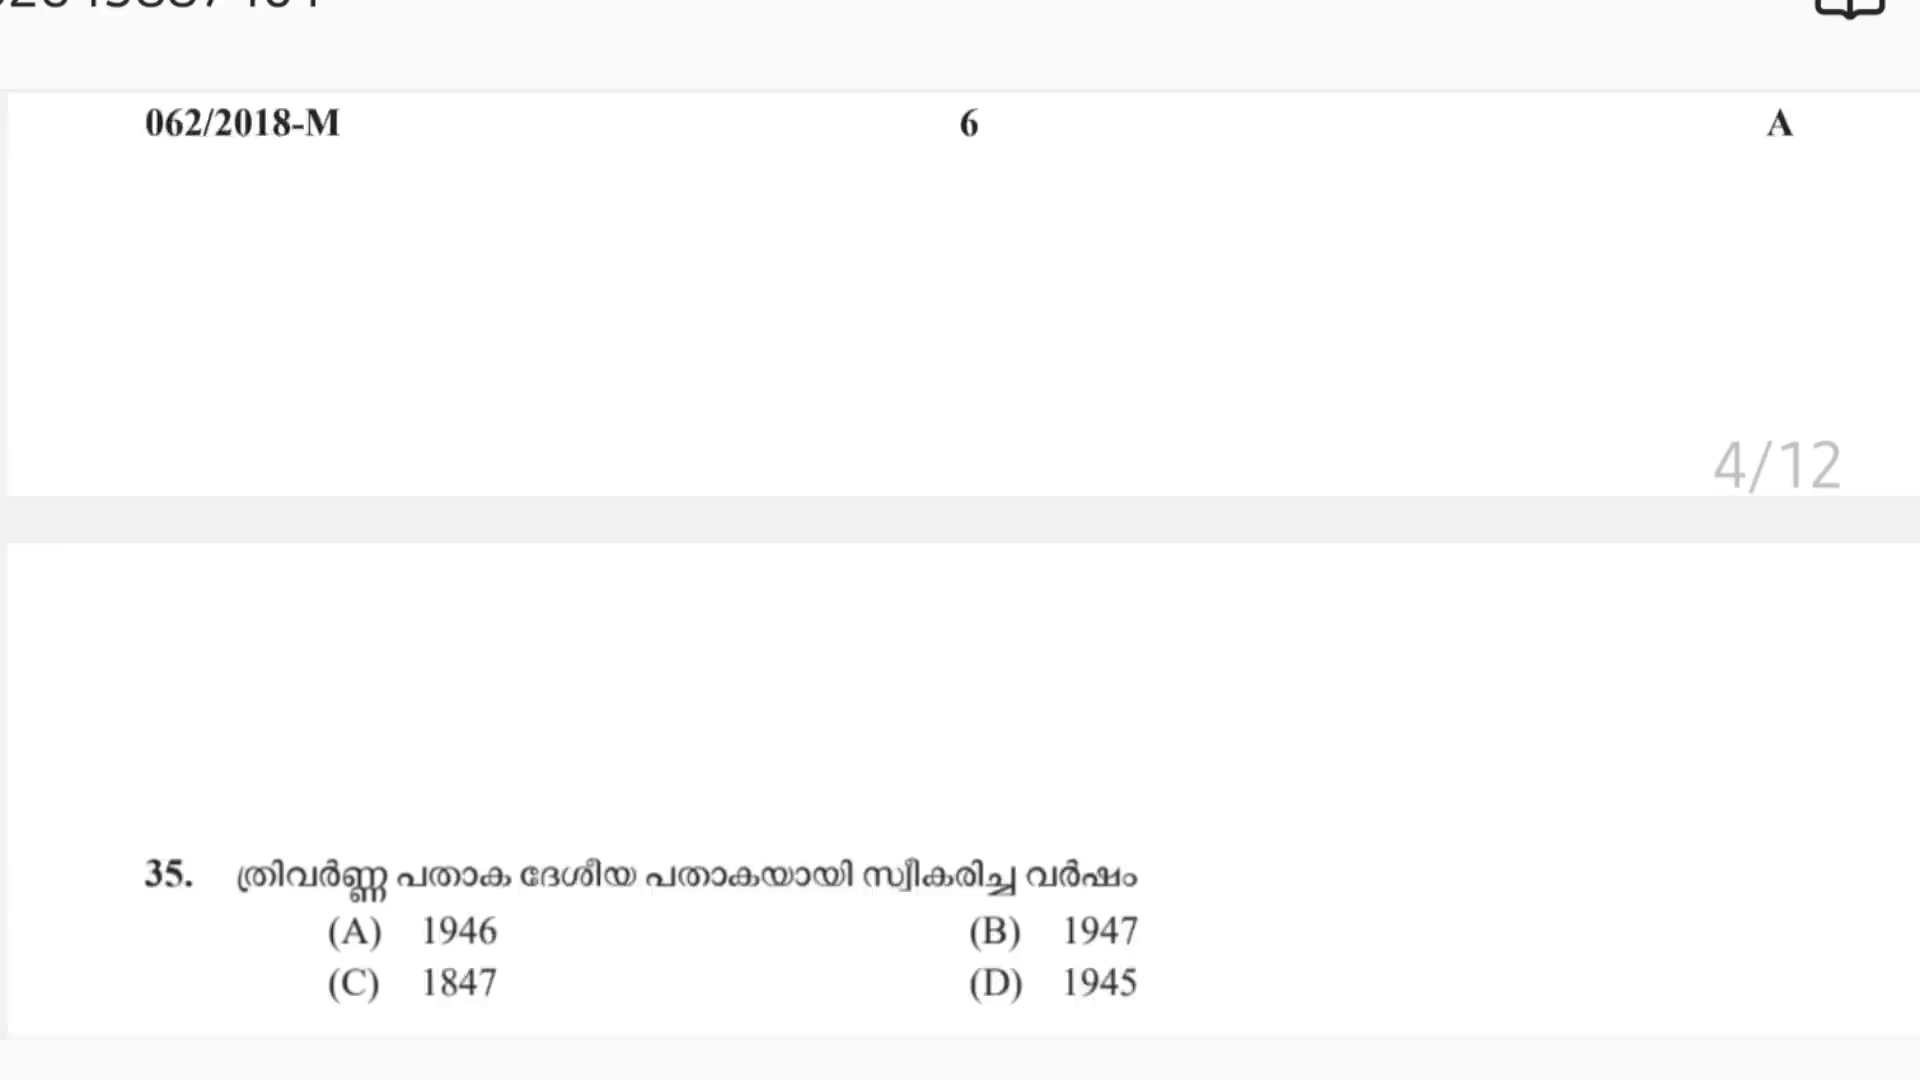 062/2018-M 6 A
4/12
35. ത്രിവർണ്ണ പതാക ദേശീയ പതാകയായി സ്വീകരിച്ച വർഷം
(A) 1946 (B) 1947
(C) 1847 (D) 1945